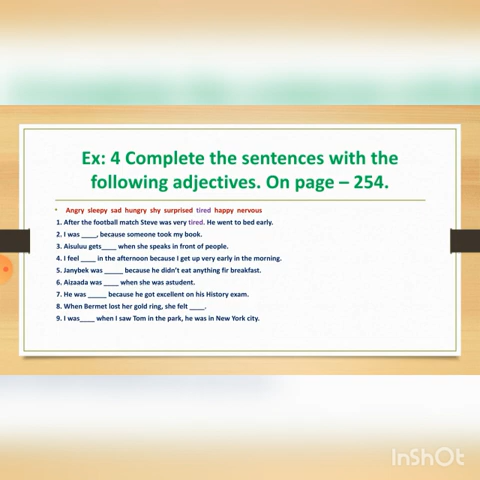 Ex: 4 Complete the sentences with the
following adjectives. On page – 254.
• Angry sleepy sad hungry shy surprised tired happy nervous
1. After the football match Steve was very tired. He went to bed early.
2. I was ____, because someone took my book.
3. Aisuluu gets____ when she speaks in front of people.
4. I feel ____ in the afternoon because I get up very early in the morning.
5. Janybek was _____ because he didn't eat anything fir breakfast.
6. Aizaada was ____ when she was astudent.
7. He was _____ because he got excellent on his History exam.
8. When Bermet lost her gold ring, she felt ____.
9. I was____ when I saw Tom in the park, he was in New York city.
InShOt